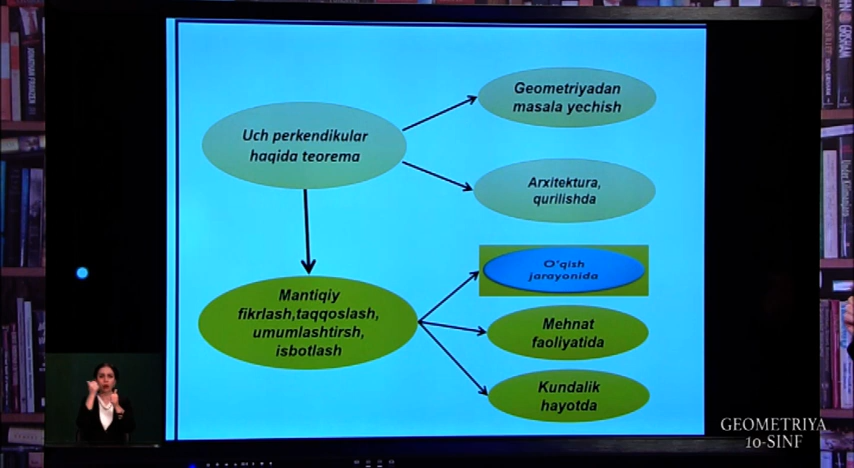 Geometriyadan
masala yechish
Uch perkendikular
haqida teorema
Arxitektura,
qurilishda
O'qish
jarayonida
Mantiqiy
fikrlash,taqqoslash,
umumlashtirsh,
isbotlash
Mehnat
faoliyatida
Kundalik
hayotda
GEOMETRIYA
10-SINF